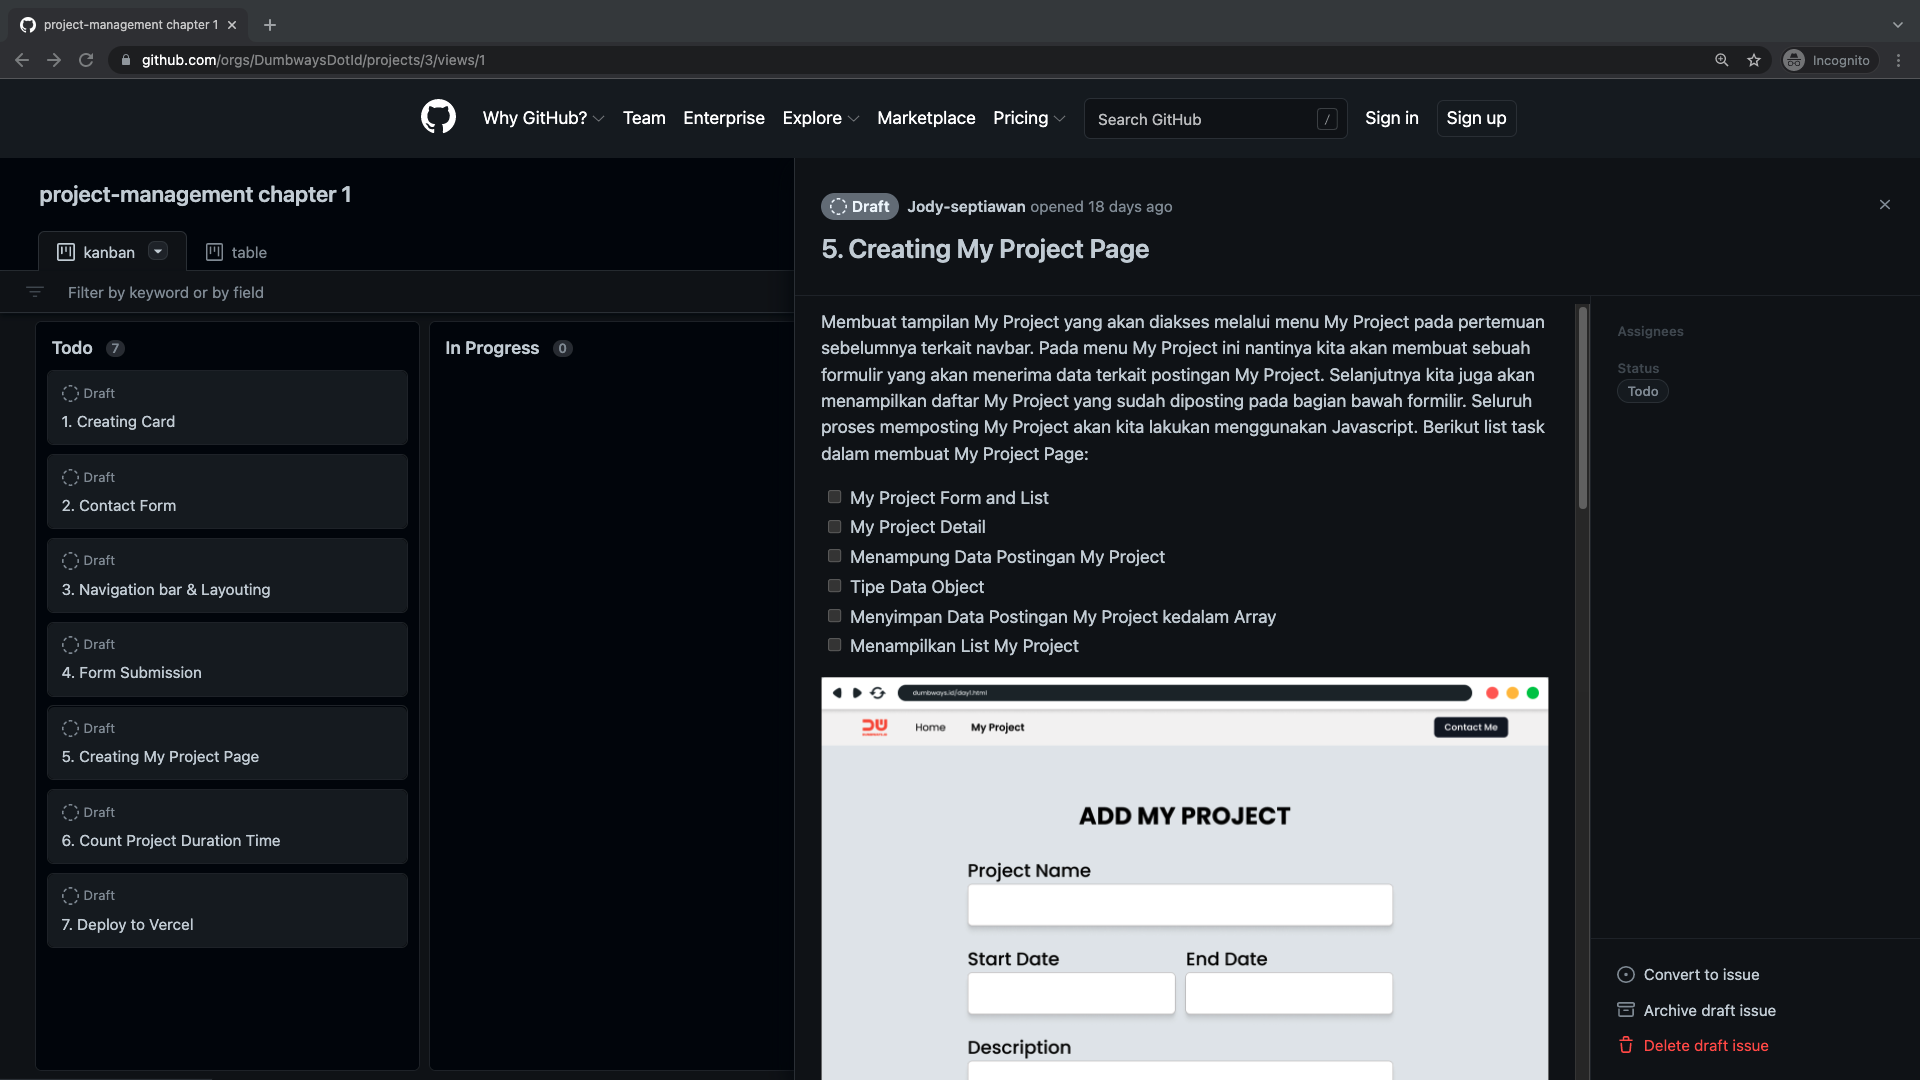 project-management chapter 1
github.com/orgs/DumbwaysDotId/projects/3/views/1
Incognito
Why GitHub?
Team
Enterprise
Explore
Marketplace
Pricing
Search GitHub
/
Sign in
Sign up
project-management chapter 1
kanban
table
Filter by keyword or by field
Todo 7
Draft
1. Creating Card
Draft
2. Contact Form
Draft
3. Navigation bar & Layouting
Draft
4. Form Submission
Draft
5. Creating My Project Page
Draft
6. Count Project Duration Time
Draft
7. Deploy to Vercel
In Progress 0
Draft Jody-septiawan opened 18 days ago
5. Creating My Project Page
Membuat tampilan My Project yang akan diakses melalui menu My Project pada pertemuan
sebelumnya terkait navbar. Pada menu My Project ini nantinya kita akan membuat sebuah
formulir yang akan menerima data terkait postingan My Project. Selanjutnya kita juga akan
menampilkan daftar My Project yang sudah diposting pada bagian bawah formilir. Seluruh
proses memposting My Project akan kita lakukan menggunakan Javascript. Berikut list task
dalam membuat My Project Page:
My Project Form and List
My Project Detail
Menampung Data Postingan My Project
Tipe Data Object
Menyimpan Data Postingan My Project kedalam Array
Menampilkan List My Project
dumbways.id/day1.html
DW
DUMBWAYS.ID
Home
My Project
Contact Me
ADD MY PROJECT
Project Name
Start Date
End Date
Description
Assignees
Status
Todo
Convert to issue
Archive draft issue
Delete draft issue